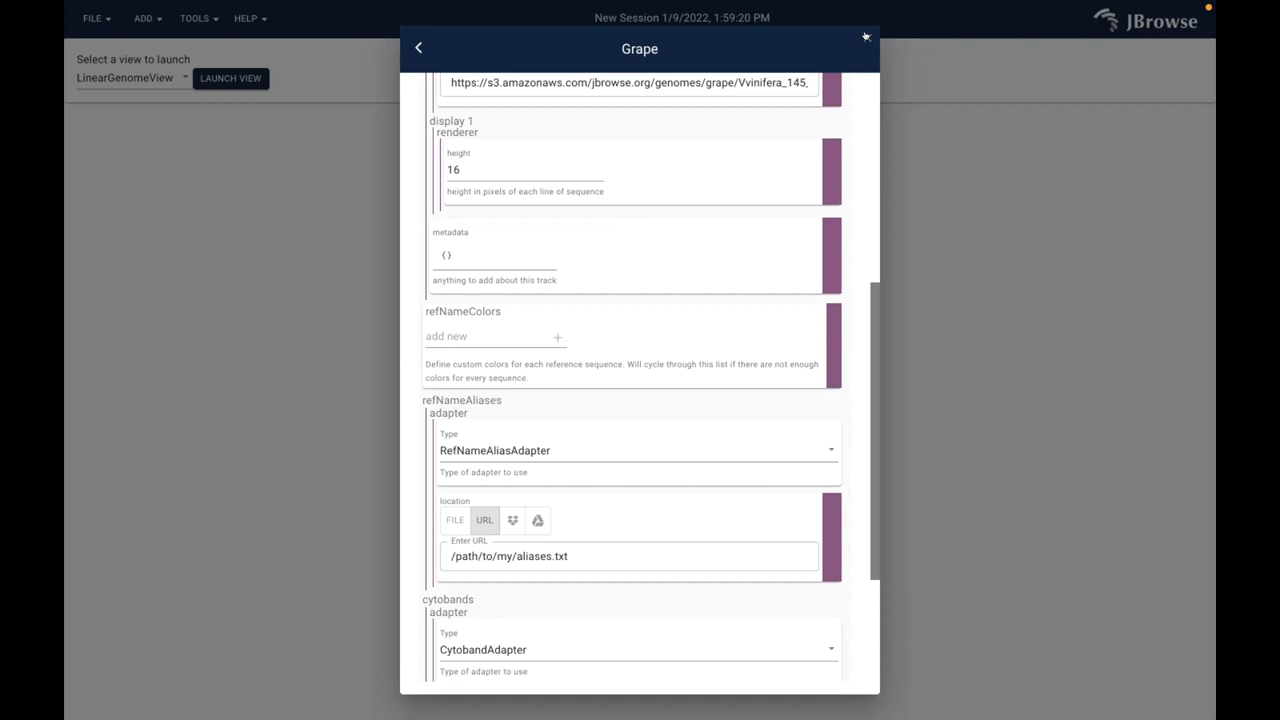 FILE ADD TOOLS HELP New Session 1/9/2022, 1:59:20 PM JBrowse
Select a view to launch
LinearGenomeView LAUNCH VIEW
Grape
https://s3.amazonaws.com/jbrowse.org/genomes/grape/Vvinifera_145_
display 1
renderer
height
16
height in pixels of each line of sequence
metadata
{}
anything to add about this track
refNameColors
add new
Define custom colors for each reference sequence. Will cycle through this list if there are not enough
colors for every sequence.
refNameAliases
adapter
Type
RefNameAliasAdapter
Type of adapter to use
location
FILE URL
Enter URL
/path/to/my/aliases.txt
cytobands
adapter
Type
CytobandAdapter
Type of adapter to use